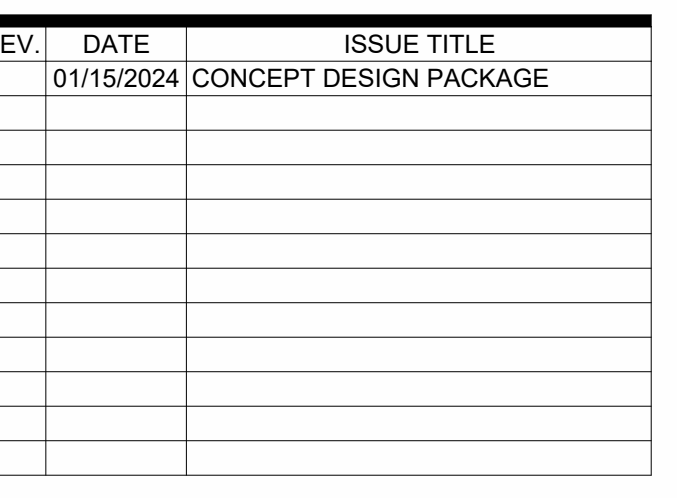 EV. DATE ISSUE TITLE
01/15/2024 CONCEPT DESIGN PACKAGE